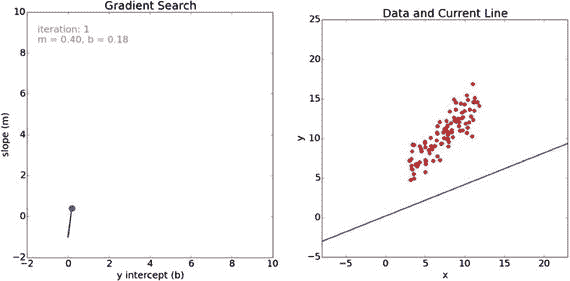 Gradient Search
iteration: 1
m = 0.40, b = 0.18
slope (m)
10
8
6
4
2
0
−2
−2 0 2 4 6 8 10
y intercept (b)
Data and Current Line
y
25
20
15
10
5
0
−5
−5 0 5 10 15 20
x